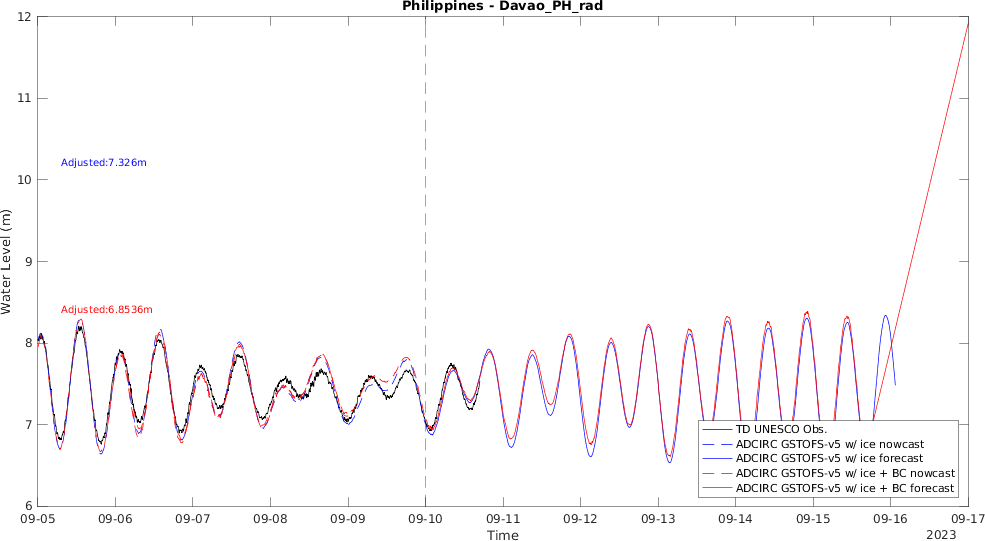 Philippines - Davao_PH_rad
12
11
10
9
8
7
6
Water Level (m)
Adjusted:7.326m
Adjusted:6.8536m
TD UNESCO Obs.
ADCIRC GSTOFS-v5 w/ ice nowcast
ADCIRC GSTOFS-v5 w/ ice forecast
ADCIRC GSTOFS-v5 w/ ice + BC nowcast
ADCIRC GSTOFS-v5 w/ ice + BC forecast
09-05 09-06 09-07 09-08 09-09 09-10 09-11 09-12 09-13 09-14 09-15 09-16 09-17
Time
2023